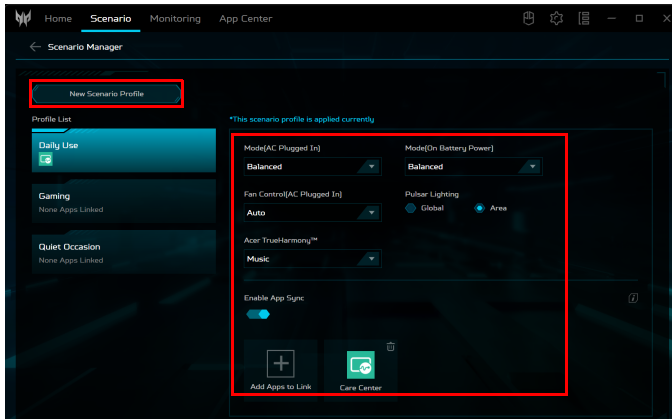 Home Scenario Monitoring App Center
Scenario Manager
New Scenario Profile
Profile List
Daily Use
Gaming
None Apps Linked
Quiet Occasion
None Apps Linked
*This scenario profile is applied currently
Mode(AC Plugged In) Mode(On Battery Power)
Balanced Balanced
Fan Control(AC Plugged In) Pulsar Lighting
Auto Global Area
Acer TrueHarmony™
Music
Enable App Sync
Add Apps to Link Care Center